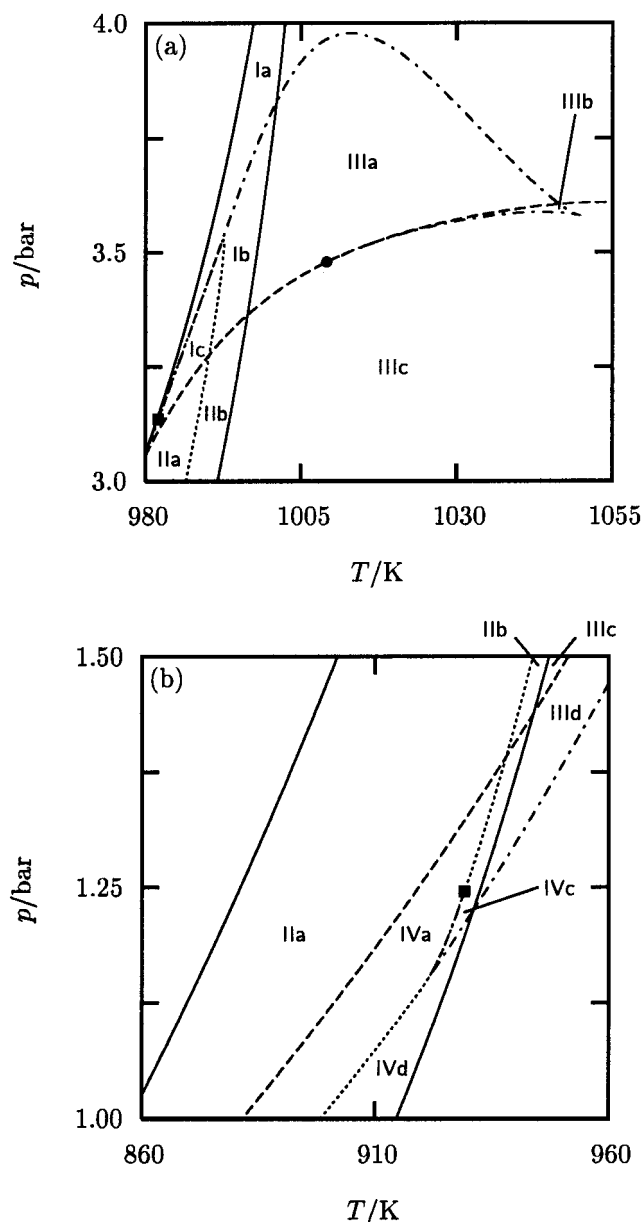 4.0
(a)
Ia
IIIb
IIIa
3.5
Ib
p/bar
Ic
IIIc
IIb
IIa
3.0
980
1005
1030
1055
T/K
IIb
IIIc
1.50
(b)
IIId
p/bar
1.25
IVc
IIa
IVa
IVd
1.00
860
910
960
T/K